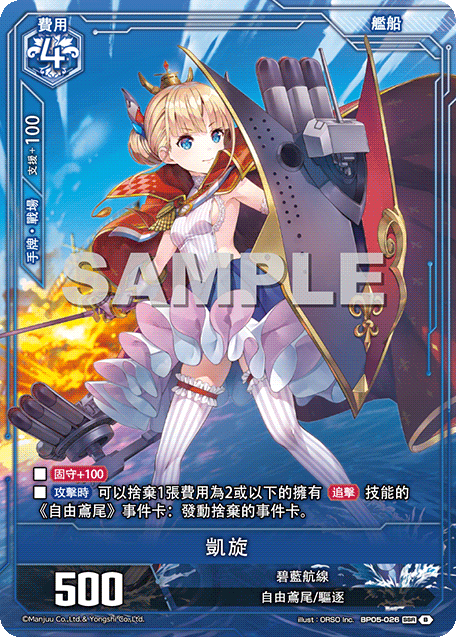 費用
4
艦船
手牌・戰場 支援+100
SAMPLE
固守+100
攻擊時 可以捨棄1張費用為2或以下的擁有 追擊 技能的
《自由鳶尾》事件卡：發動捨棄的事件卡。
凱旋
500
碧藍航線
自由鳶尾/驅逐
©Manjuu Co.,Ltd.& Yongshi Co.,Ltd.
illust : ORSO Inc. BP05-026 SSR B